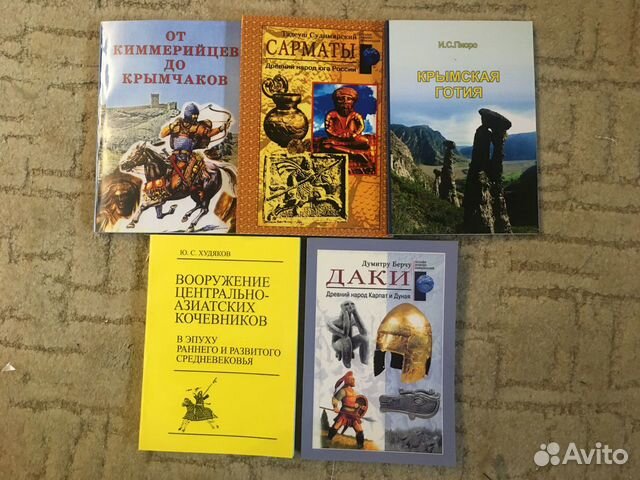 ОТ
КИММЕРИЙЦЕВ
ДО
КРЫМЧАКОВ
Тадеуш Сулимирский
САРМАТЫ
Древний народ юга России
И.С.Пиоро
КРЫМСКАЯ
ГОТИЯ
Ю. С. ХУДЯКОВ
ВООРУЖЕНИЕ
ЦЕНТРАЛЬНО-
АЗИАТСКИХ
КОЧЕВНИКОВ
В ЭПУХУ
РАННЕГО И РАЗВИТОГО
СРЕДНЕВЕКОВЬЯ
Думитру Берчу
ДАКИ
Древний народ Карпат и Дуная
Avito